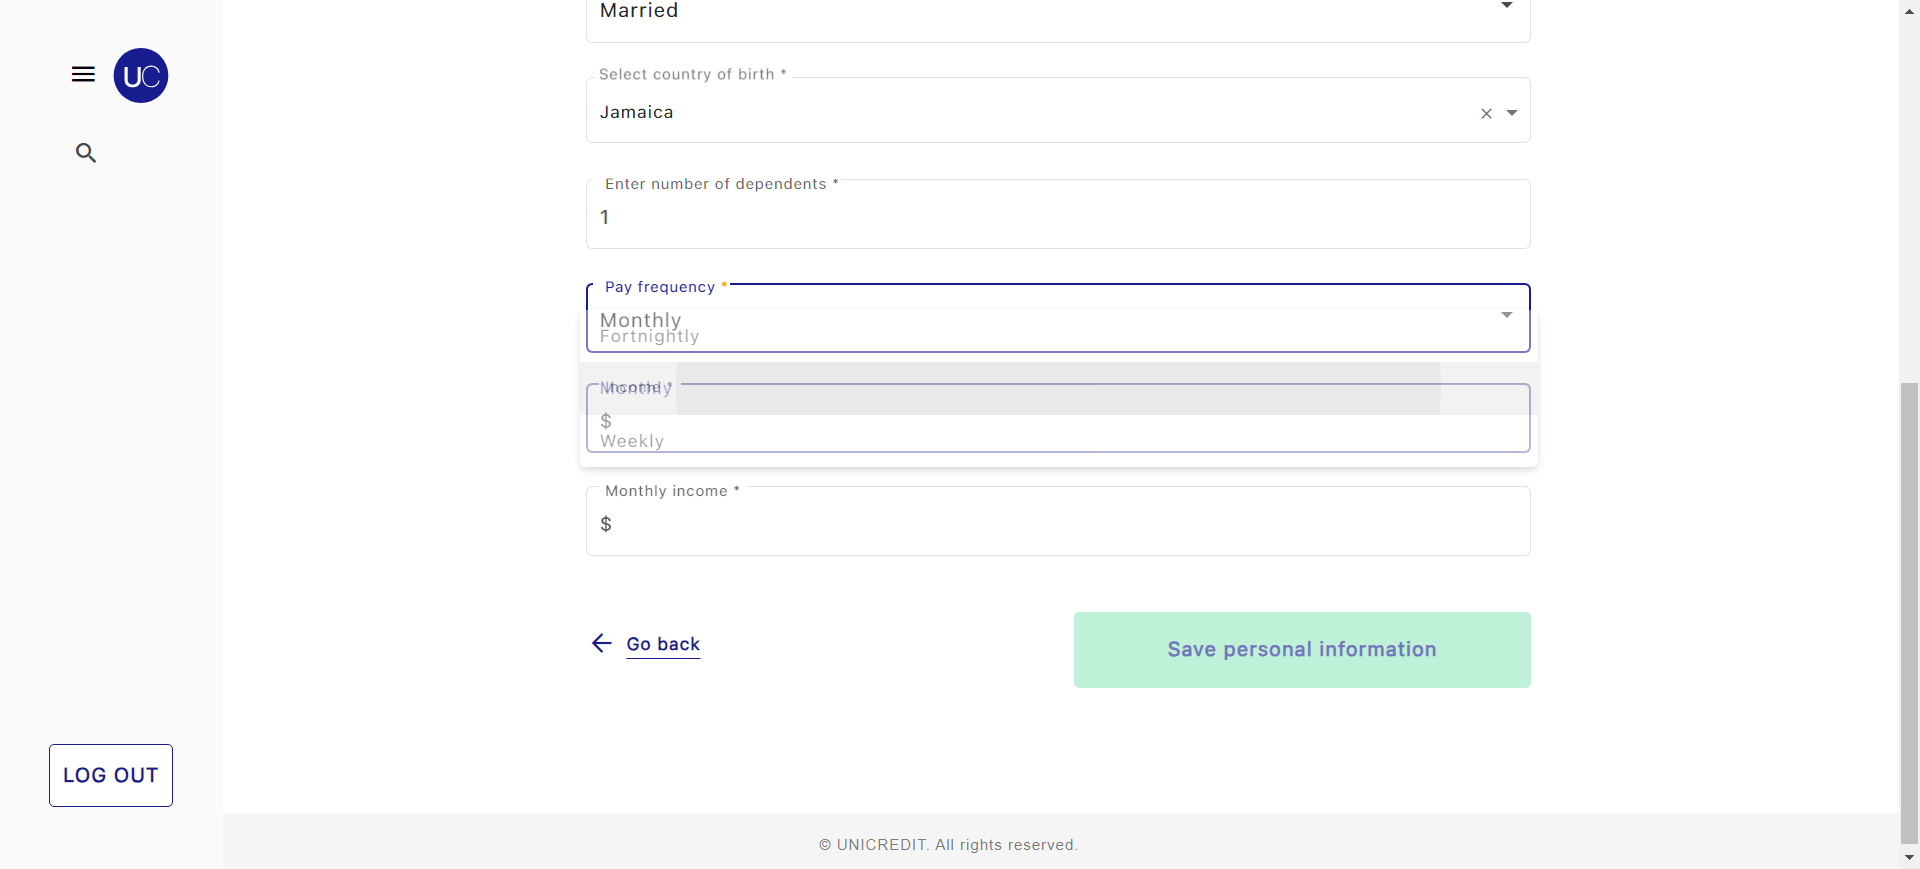 Married
UC
Select country of birth *
Jamaica
Enter number of dependents *
1
Pay frequency *
Monthly
Fortnightly
Monthly
Income *
$
Weekly
Monthly income *
$
Go back
Save personal information
LOG OUT
© UNICREDIT. All rights reserved.